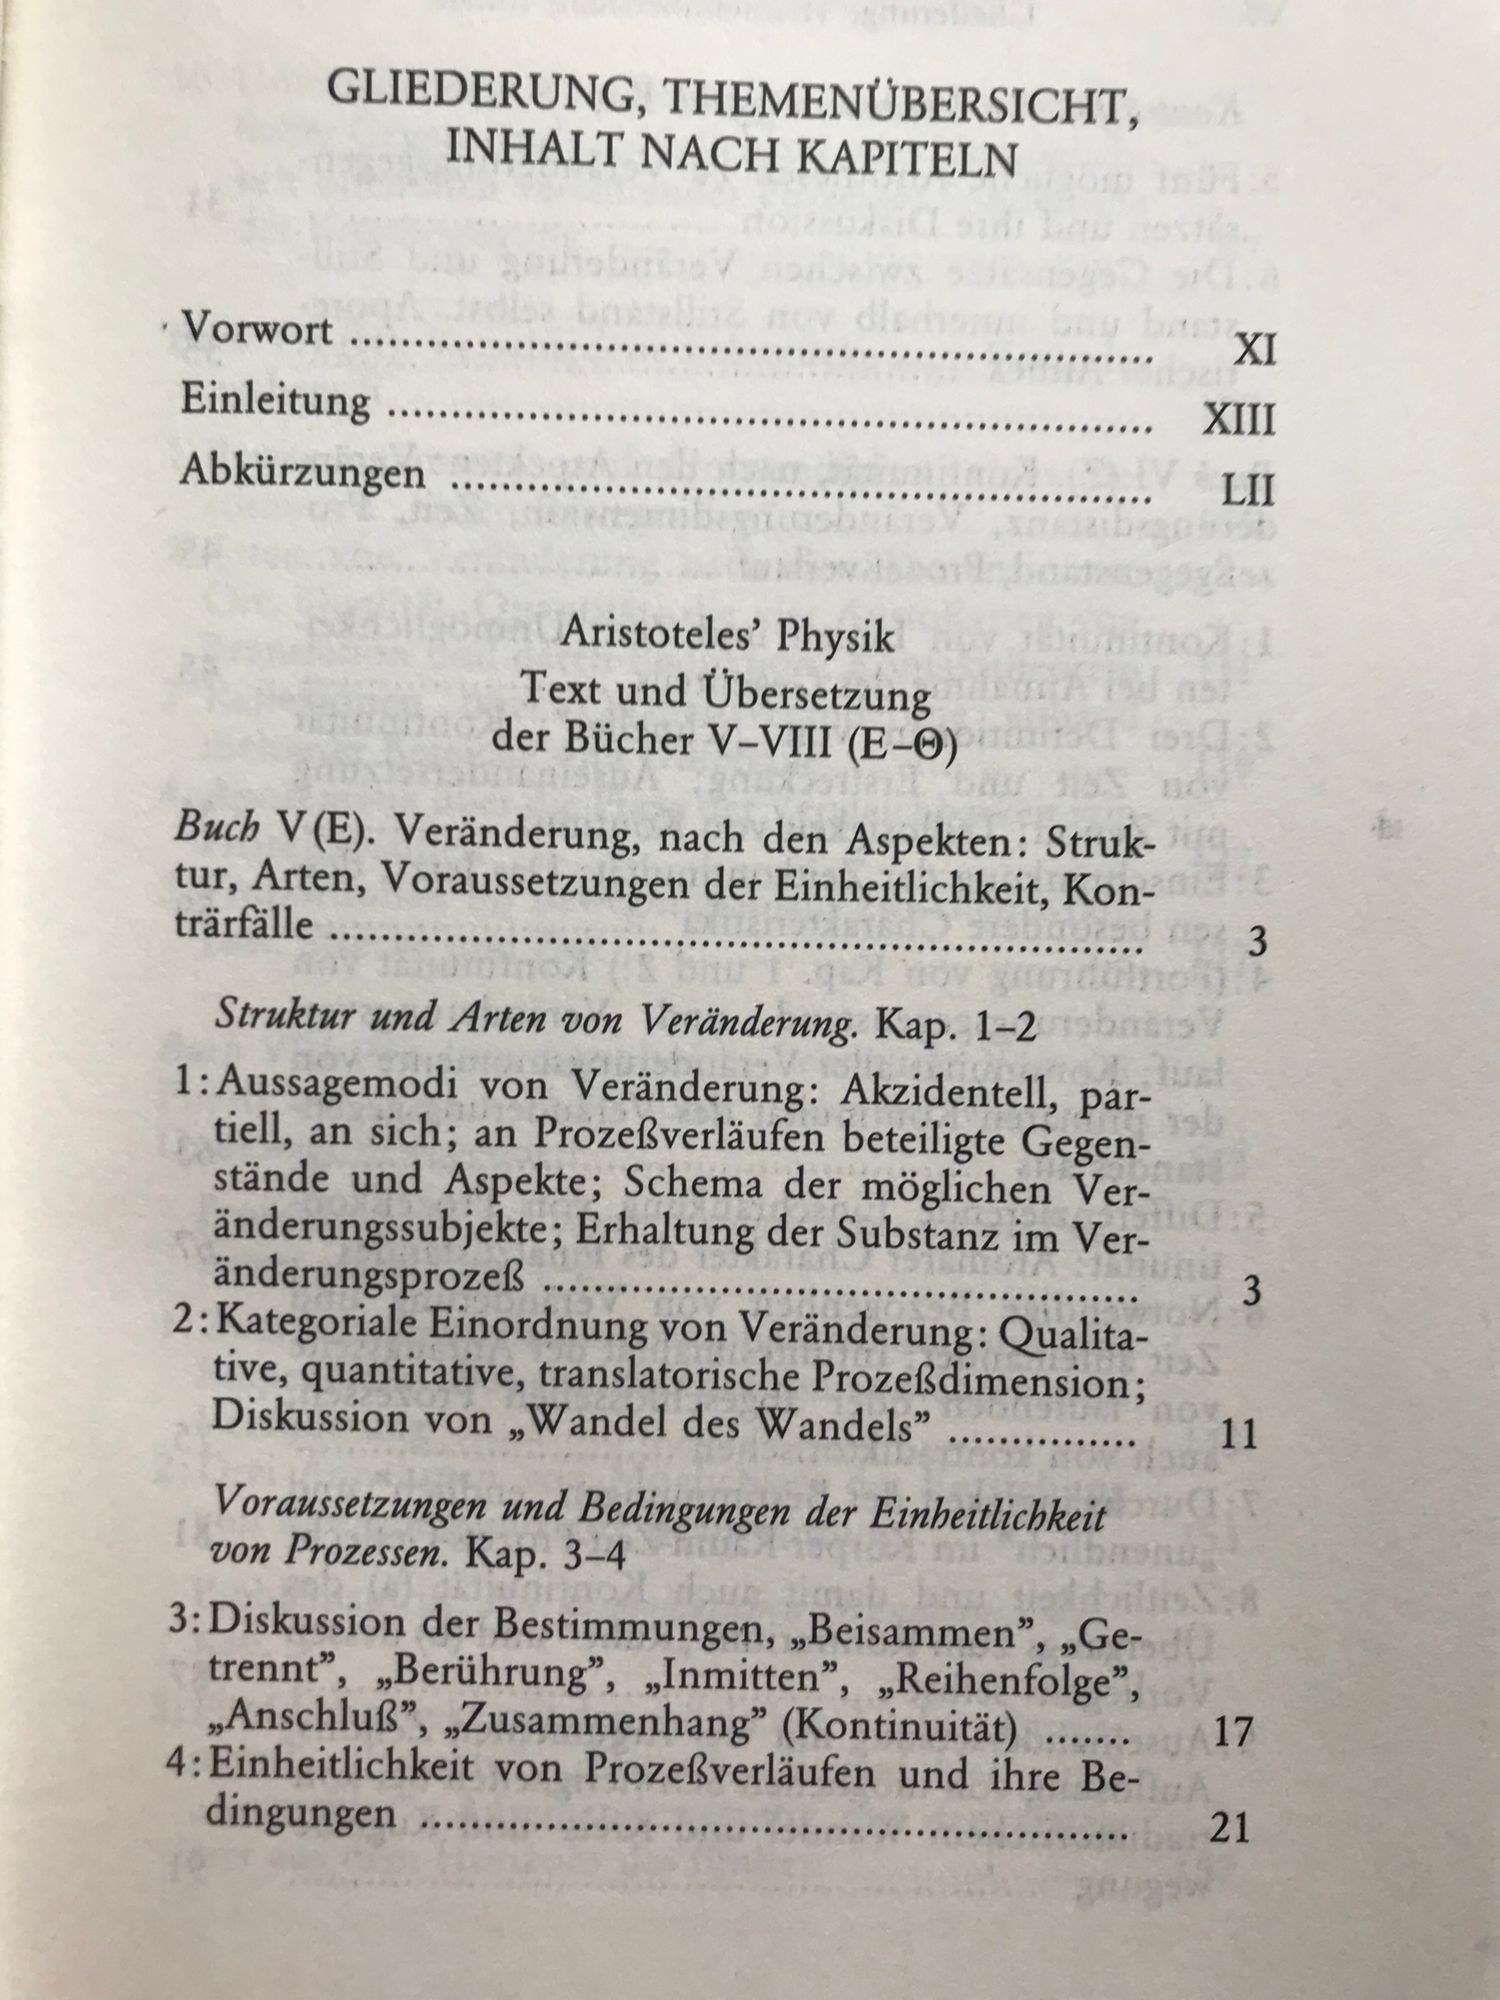 GLIEDERUNG, THEMENÜBERSICHT,
INHALT NACH KAPITELN
Vorwort ............................................................. XI
Einleitung .......................................................... XIII
Abkürzungen ...................................................... LII
Aristoteles’ Physik
Text und Übersetzung
der Bücher V–VIII (E–Θ)
Buch V (E). Veränderung, nach den Aspekten: Struk-
tur, Arten, Voraussetzungen der Einheitlichkeit, Kon-
trärfälle ............................................................. 3
Struktur und Arten von Veränderung. Kap. 1–2
1: Aussagemodi von Veränderung: Akzidentell, par-
tiell, an sich; an Prozeßverläufen beteiligte Gegen-
stände und Aspekte; Schema der möglichen Ver-
änderungssubjekte; Erhaltung der Substanz im Ver-
änderungsprozeß .............................................. 3
2: Kategoriale Einordnung von Veränderung: Qualita-
tive, quantitative, translatorische Prozeßdimension;
Diskussion von „Wandel des Wandels” ............... 11
Voraussetzungen und Bedingungen der Einheitlichkeit
von Prozessen. Kap. 3–4
3: Diskussion der Bestimmungen, „Beisammen”, „Ge-
trennt”, „Berührung”, „Inmitten”, „Reihenfolge”,
„Anschluß”, „Zusammenhang” (Kontinuität) ....... 17
4: Einheitlichkeit von Prozeßverläufen und ihre Be-
dingungen ...................................................... 21